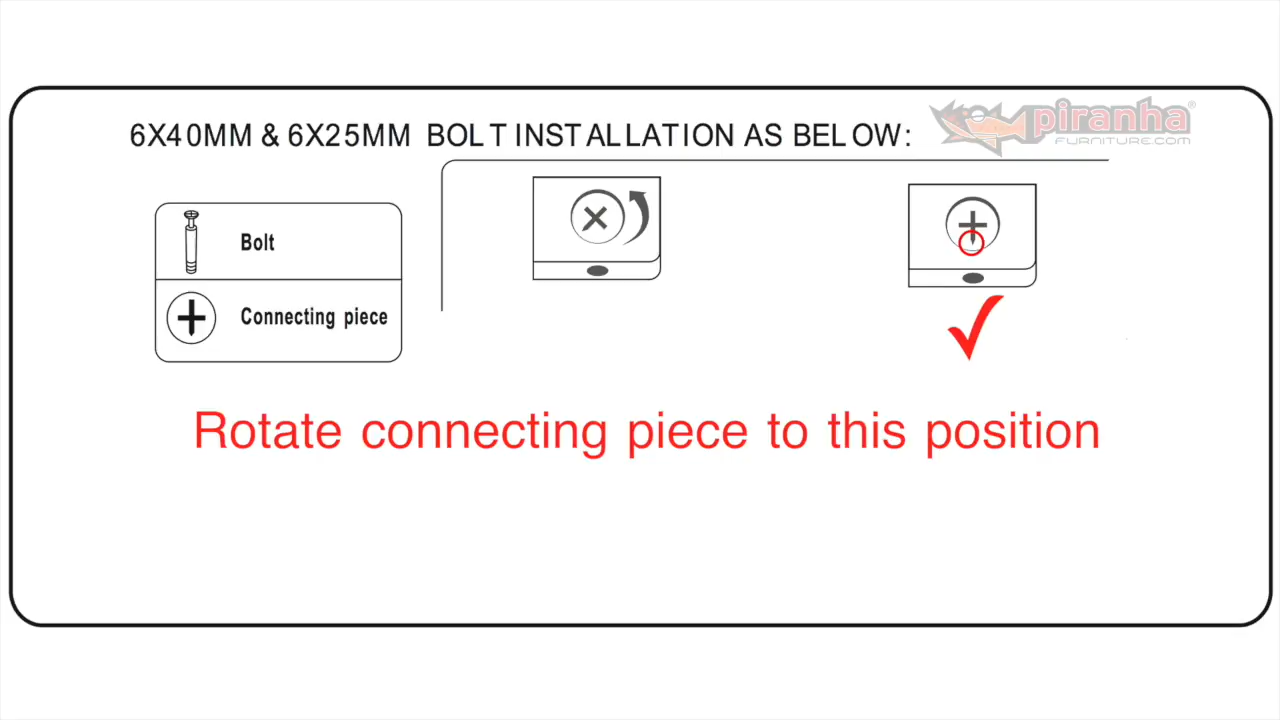 6X40MM & 6X25MM BOLT INSTALLATION AS BELOW:
piranha®
FURNITURE.COM
Bolt
Connecting piece
Rotate connecting piece to this position